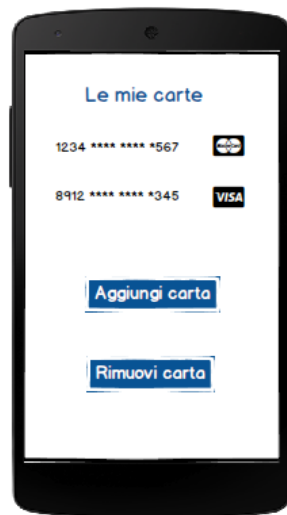 Le mie carte
1234 **** **** *567
8912 **** **** *345 VISA
Aggiungi carta
Rimuovi carta